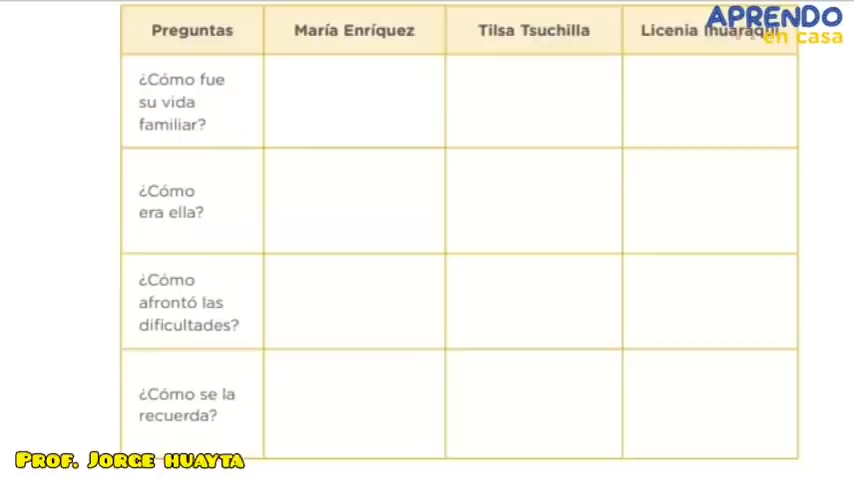 APRENDO
en casa
Preguntas María Enríquez Tilsa Tsuchilla Licenia
¿Cómo fue
su vida
familiar?
¿Cómo
era ella?
¿Cómo
afrontó las
dificultades?
¿Cómo se la
recuerda?
Prof. Jorge huayta